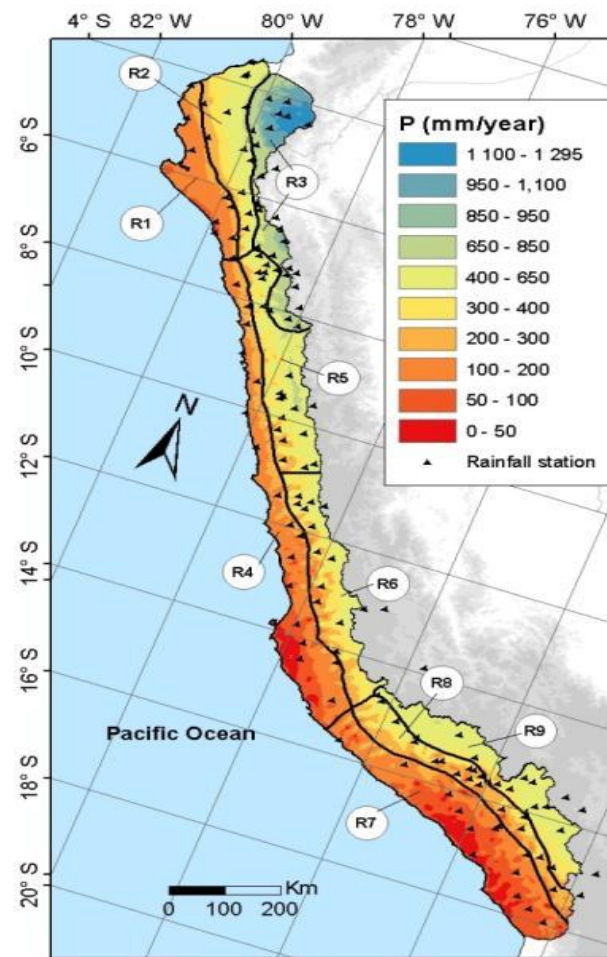 4° S 82° W 80° W 78° W 76° W
6° S
8° S
10° S
12° S
14° S
16° S
18° S
20° S
R2
R3
R1
R5
R4
R6
R8
R9
R7
N
P (mm/year)
1 100 - 1 295
950 - 1,100
850 - 950
650 - 850
400 - 650
300 - 400
200 - 300
100 - 200
50 - 100
0 - 50
Rainfall station
Pacific Ocean
Km
0 100 200